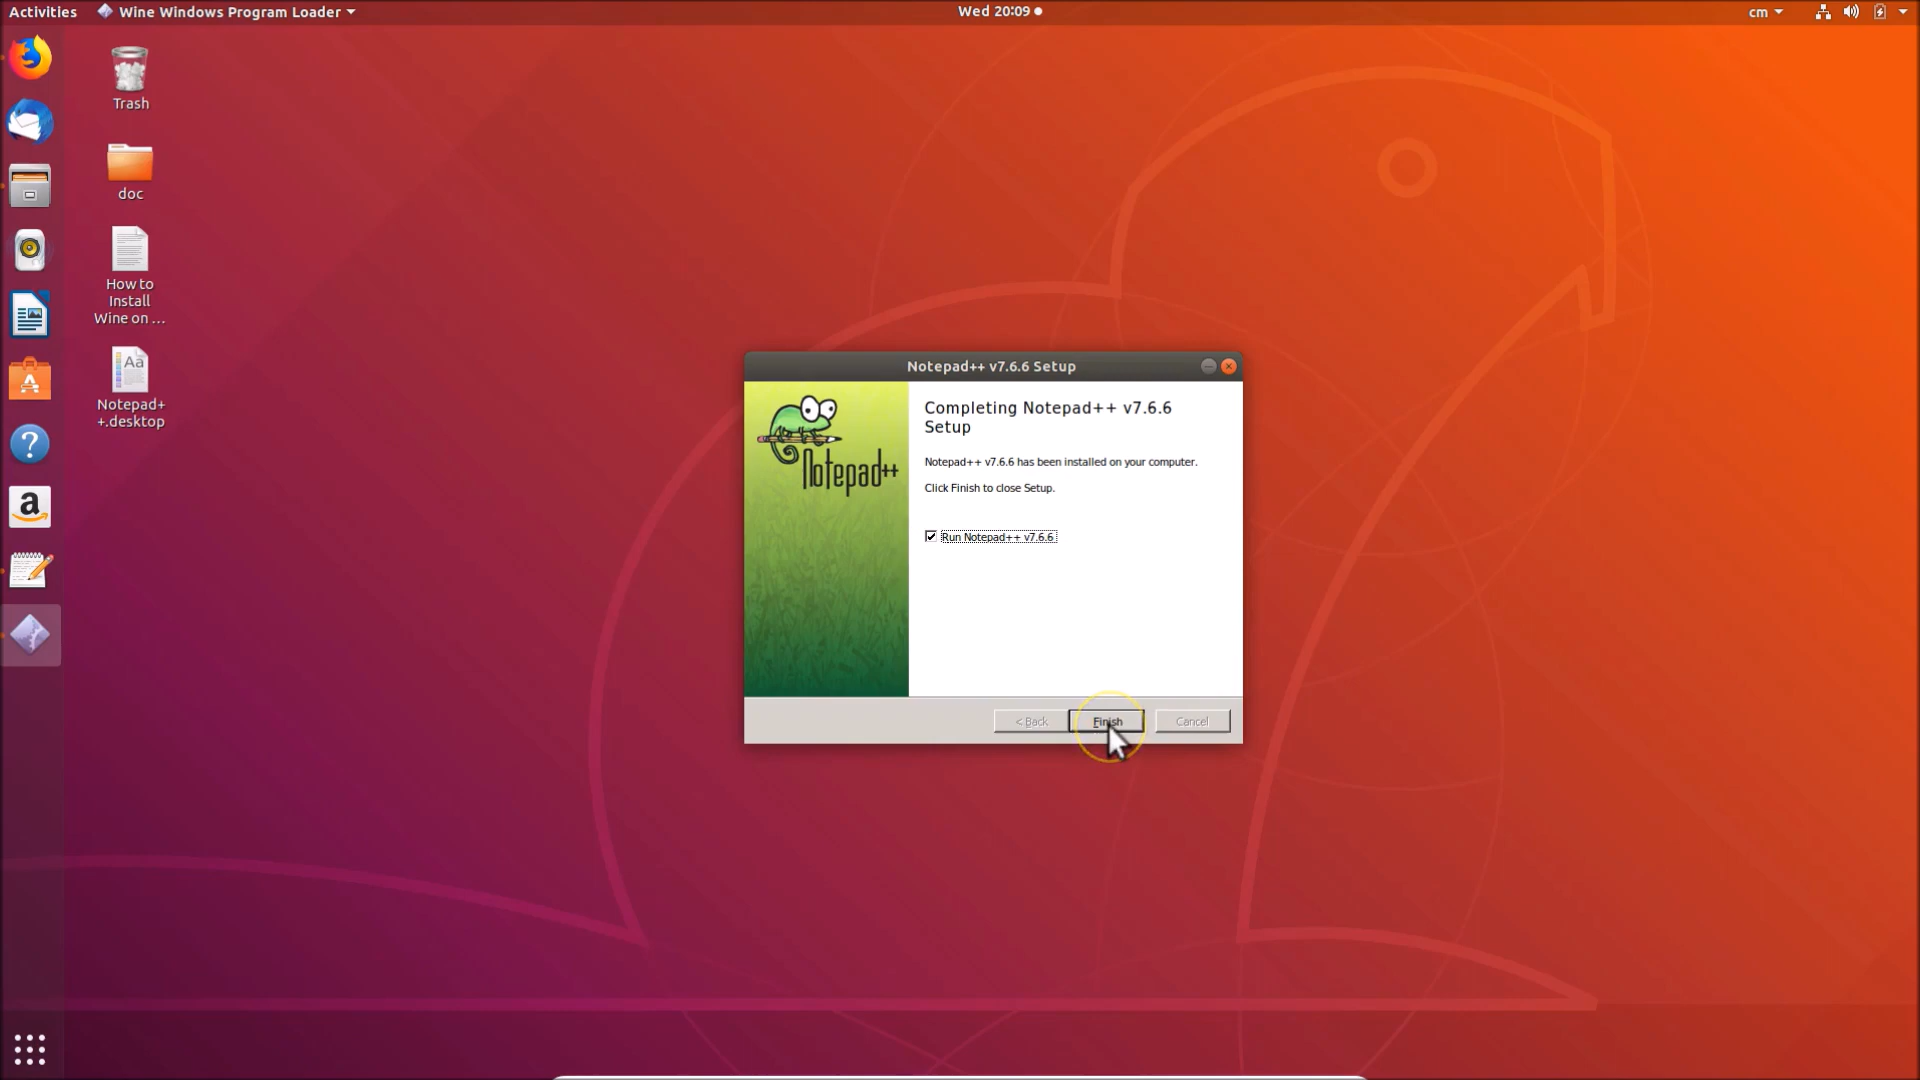 Activities
Wine Windows Program Loader
Wed 20:09
cm
Trash
doc
How to
Install
Wine on ...
Aa
Notepad+
+.desktop
Notepad++ v7.6.6 Setup
Notepad++
Completing Notepad++ v7.6.6
Setup
Notepad++ v7.6.6 has been installed on your computer.
Click Finish to close Setup.
Run Notepad++ v7.6.6
< Back
Finish
Cancel
A
?
a